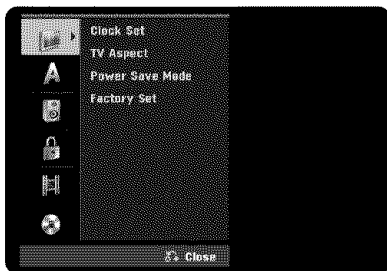 Clock Set
TV Aspect
Power Save Mode
Factory Set
A
Close